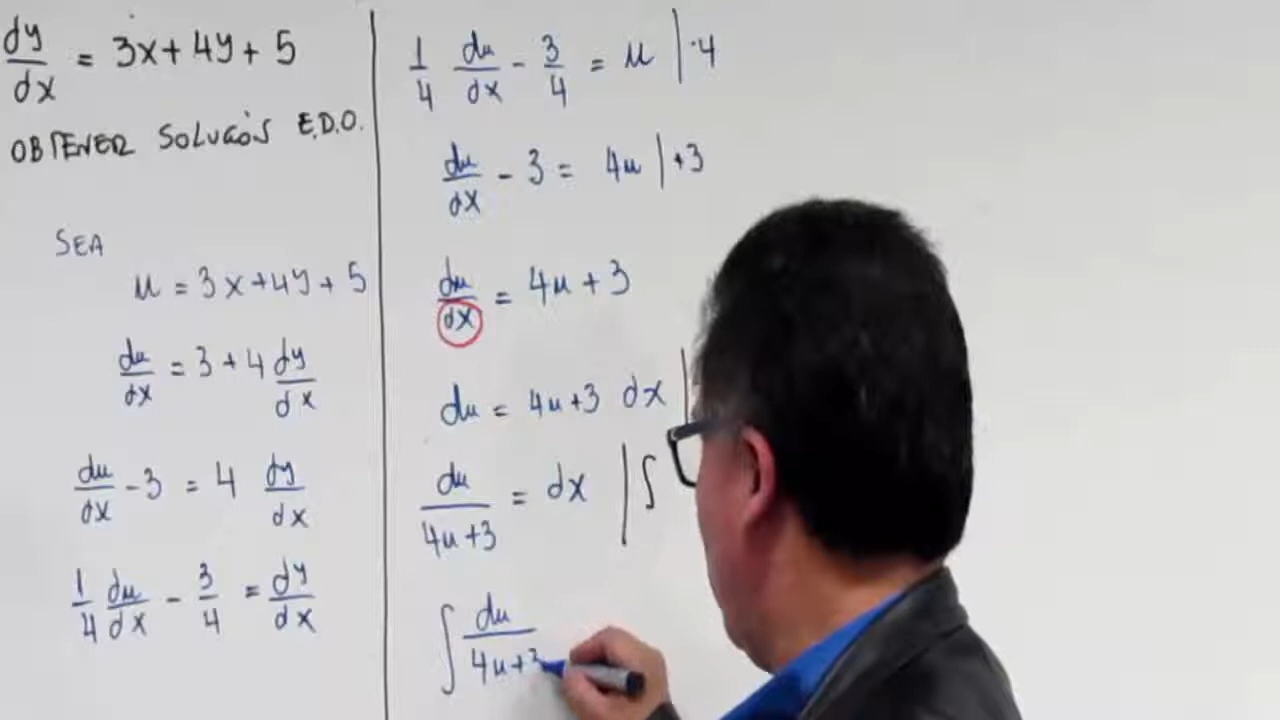 dy/dx = 3x + 4y + 5
OBTENER SOLUCIÓN E.D.O.
SEA
u = 3x + 4y + 5
du/dx = 3 + 4 dy/dx
du/dx - 3 = 4 dy/dx
1/4 du/dx - 3/4 = dy/dx
1/4 du/dx - 3/4 = u | ·4
du/dx - 3 = 4u | +3
du/dx = 4u + 3
du = 4u+3 dx |
du/4u+3 = dx | ∫
∫ du/4u+3